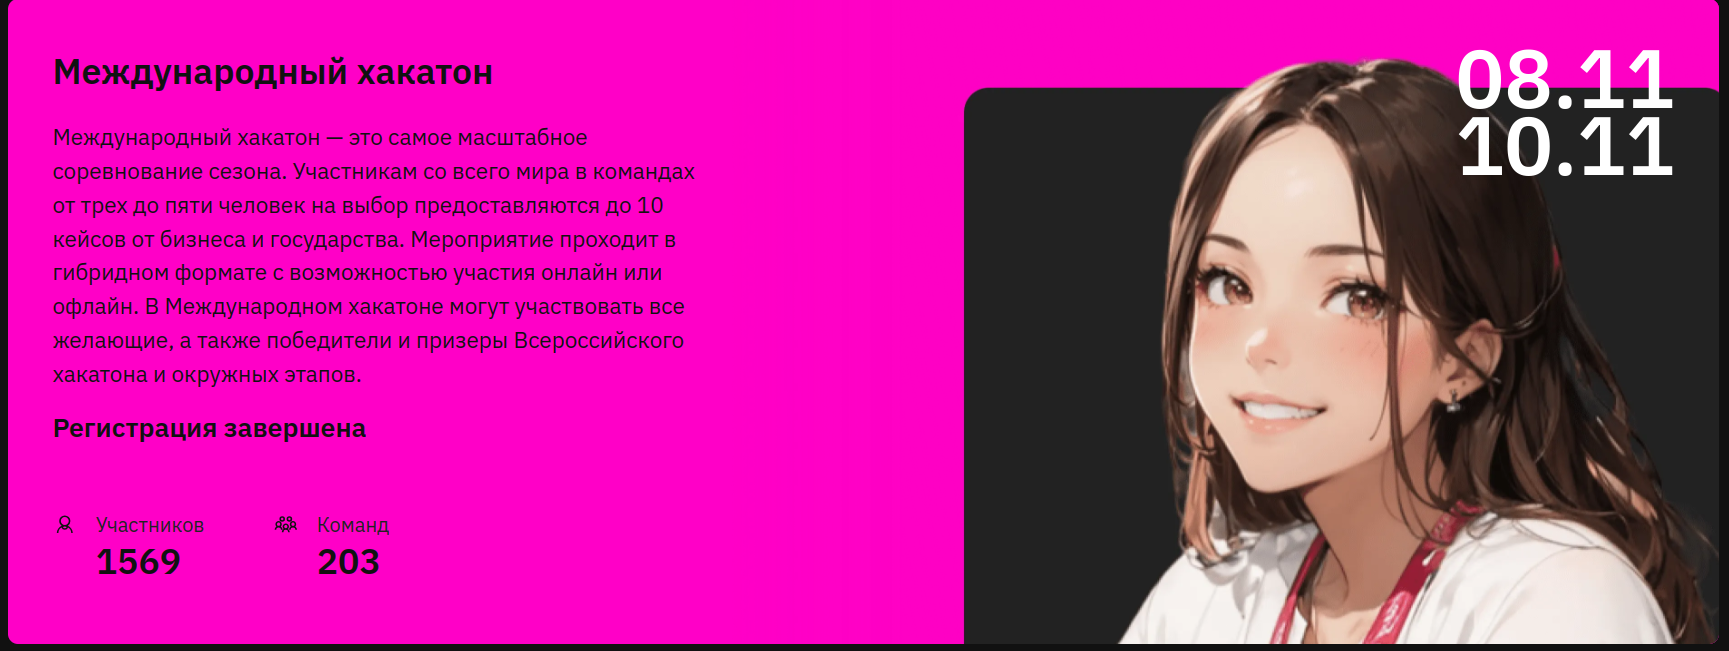 Международный хакатон
Международный хакатон — это самое масштабное
соревнование сезона. Участникам со всего мира в командах
от трех до пяти человек на выбор предоставляются до 10
кейсов от бизнеса и государства. Мероприятие проходит в
гибридном формате с возможностью участия онлайн или
офлайн. В Международном хакатоне могут участвовать все
желающие, а также победители и призеры Всероссийского
хакатона и окружных этапов.
Регистрация завершена
Участников
1569
Команд
203
08.11
10.11